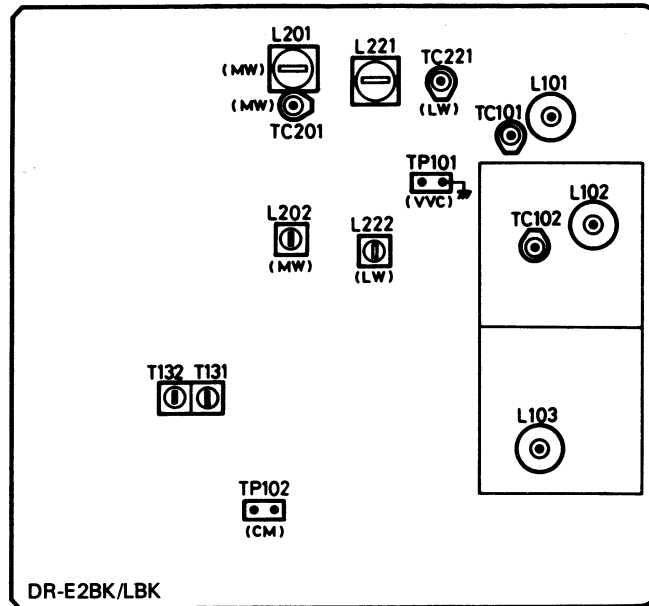 L201
L221
TC221
L101
(MW)
(MW)
TC201
(LW)
TC101
TP101
(VVC)
L102
TC102
L202
(MW)
L222
(LW)
T132 T131
L103
TP102
(CM)
DR-E2BK/LBK